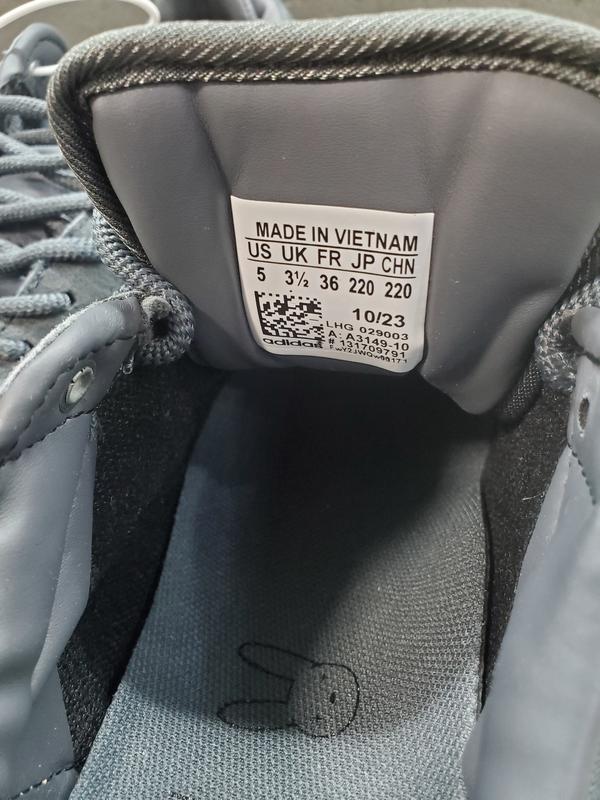 MADE IN VIETNAM
US UK FR JP CHN
5 3½ 36 220 220
10/23
LHG 029003
A: A3149-10
# 131709791
adidas